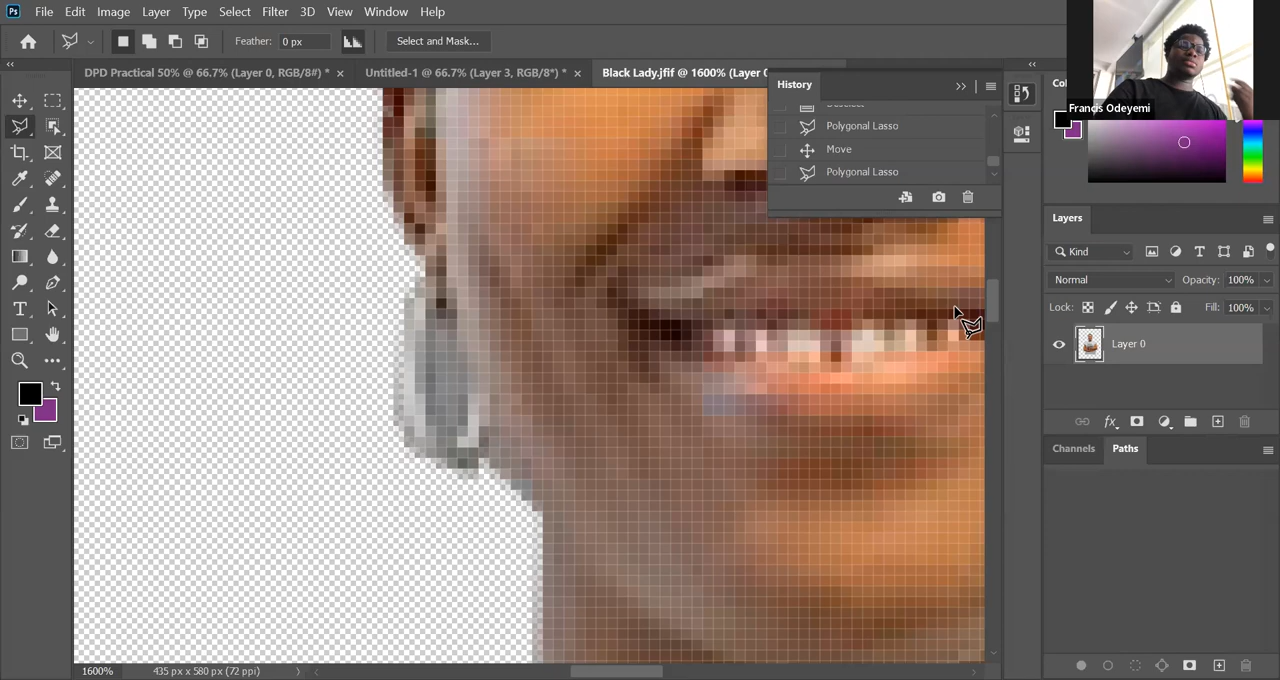 Ps File Edit Image Layer Type Select Filter 3D View Window Help
Feather: 0 px Select and Mask...
DPD Practical 50% @ 66.7% (Layer 0, RGB/8#) * × Untitled-1 @ 66.7% (Layer 3, RGB/8*) * × Black Lady.jfif @ 1600% (Layer 0
History
Polygonal Lasso
Move
Polygonal Lasso
Francis Odeyemi
Layers
Kind
Normal Opacity: 100%
Lock: Fill: 100%
Layer 0
Channels Paths
1600% 435 px x 580 px (72 ppi)